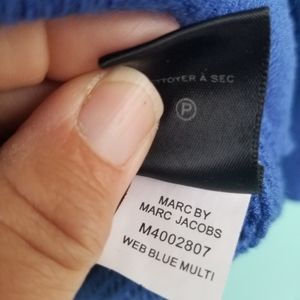 TTOYER À SEC
P
MARC BY
MARC JACOBS
M4002807
WEB BLUE MULTI